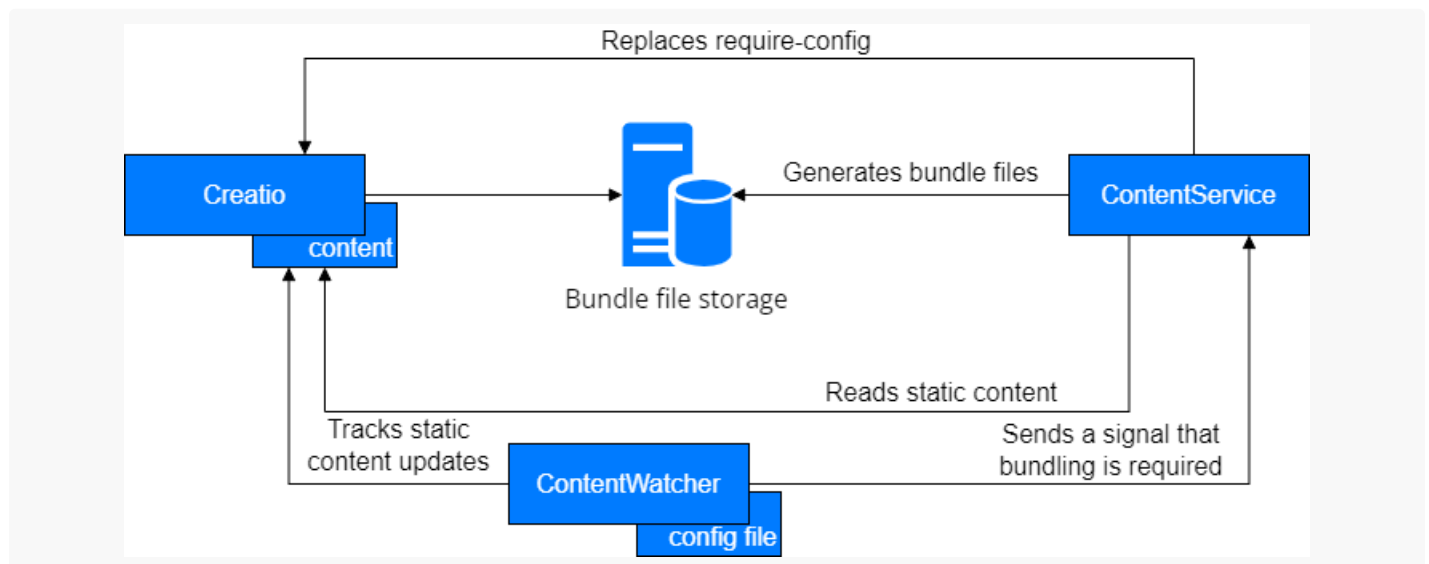 Replaces require-config
Creatio
content
Generates bundle files
ContentService
Bundle file storage
Reads static content
Tracks static
content updates
ContentWatcher
config file
Sends a signal that
bundling is required